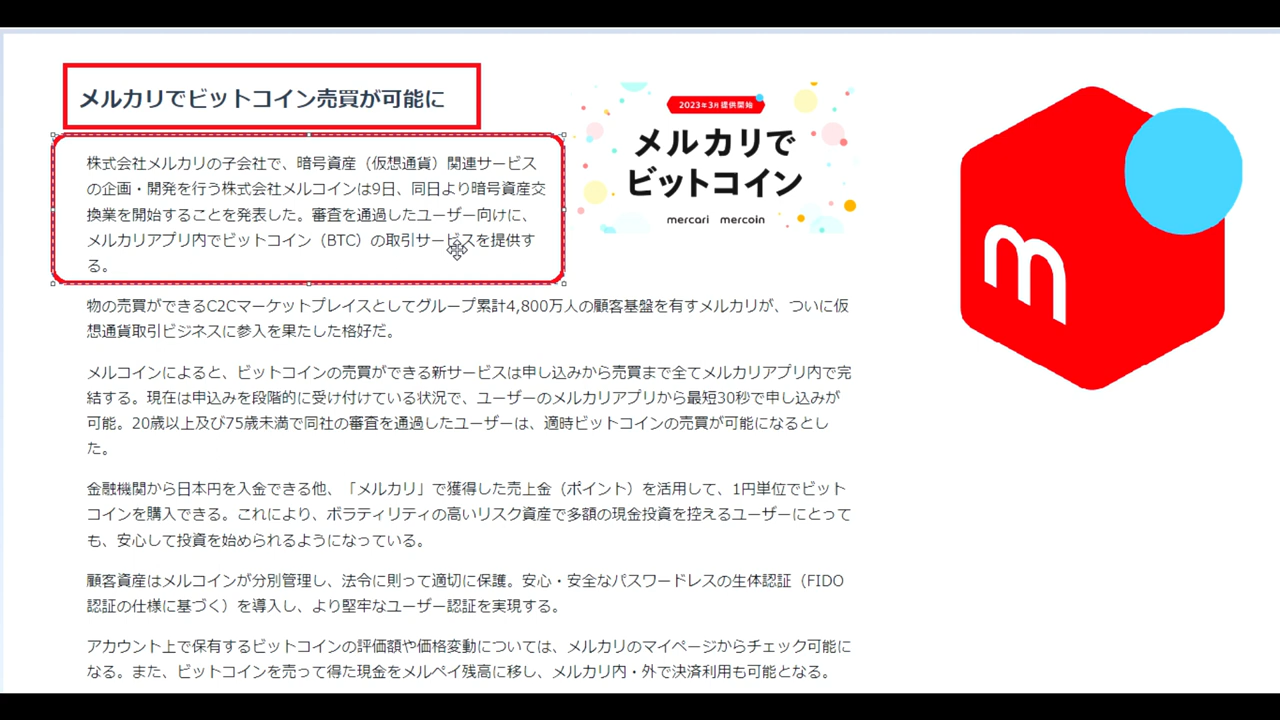 メルカリでビットコイン売買が可能に
株式会社メルカリの子会社で、暗号資産（仮想通貨）関連サービス
の企画・開発を行う株式会社メルコインは9日、同日より暗号資産交
換業を開始することを発表した。審査を通過したユーザー向けに、
メルカリアプリ内でビットコイン（BTC）の取引サービスを提供す
る。
2023年3月提供開始
メルカリで
ビットコイン
mercari mercoin
m
物の売買ができるC2Cマーケットプレイスとしてグループ累計4,800万人の顧客基盤を有すメルカリが、ついに仮
想通貨取引ビジネスに参入を果たした格好だ。
メルコインによると、ビットコインの売買ができる新サービスは申し込みから売買まで全てメルカリアプリ内で完
結する。現在は申込みを段階的に受け付けている状況で、ユーザーのメルカリアプリから最短30秒で申し込みが
可能。20歳以上及び75歳未満で同社の審査を通過したユーザーは、適時ビットコインの売買が可能になるとし
た。
金融機関から日本円を入金できる他、「メルカリ」で獲得した売上金（ポイント）を活用して、1円単位でビット
コインを購入できる。これにより、ボラティリティの高いリスク資産で多額の現金投資を控えるユーザーにとって
も、安心して投資を始められるようになっている。
顧客資産はメルコインが分別管理し、法令に則って適切に保護。安心・安全なパスワードレスの生体認証（FIDO
認証の仕様に基づく）を導入し、より堅牢なユーザー認証を実現する。
アカウント上で保有するビットコインの評価額や価格変動については、メルカリのマイページからチェック可能に
なる。また、ビットコインを売って得た現金をメルペイ残高に移し、メルカリ内・外で決済利用も可能となる。